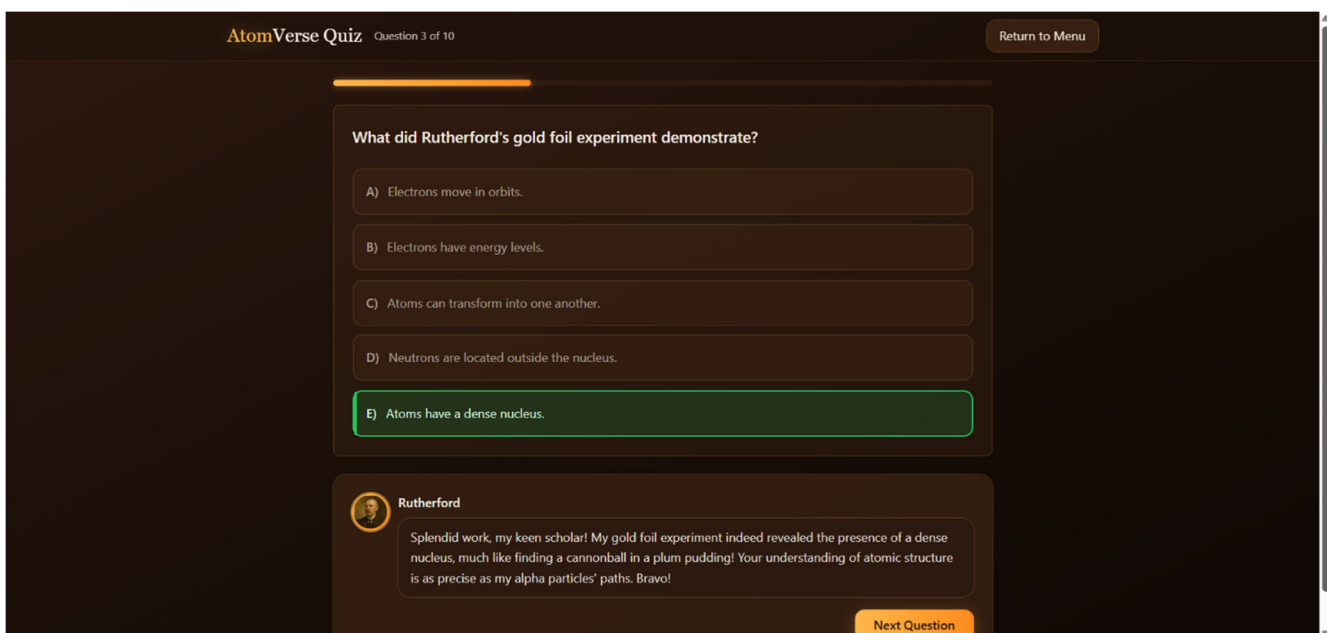 AtomVerse Quiz Question 3 of 10
Return to Menu
What did Rutherford's gold foil experiment demonstrate?
A) Electrons move in orbits.
B) Electrons have energy levels.
C) Atoms can transform into one another.
D) Neutrons are located outside the nucleus.
E) Atoms have a dense nucleus.
Rutherford
Splendid work, my keen scholar! My gold foil experiment indeed revealed the presence of a dense
nucleus, much like finding a cannonball in a plum pudding! Your understanding of atomic structure
is as precise as my alpha particles' paths. Bravo!
Next Question